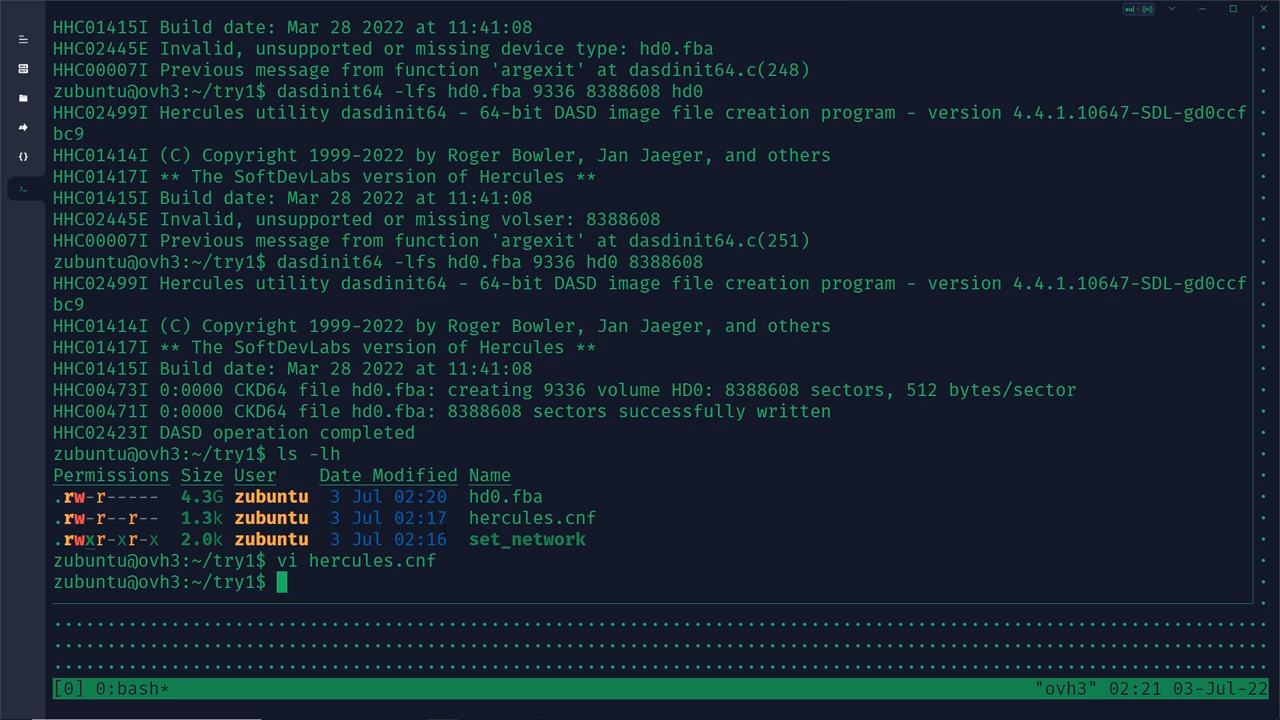 HHC01415I Build date: Mar 28 2022 at 11:41:08
HHC02445E Invalid, unsupported or missing device type: hd0.fba
HHC00007I Previous message from function 'argexit' at dasdinit64.c(248)
zubuntu@ovh3:~/try1$ dasdinit64 -lfs hd0.fba 9336 8388608 hd0
HHC02499I Hercules utility dasdinit64 - 64-bit DASD image file creation program - version 4.4.1.10647-SDL-gd0ccf
bc9
HHC01414I (C) Copyright 1999-2022 by Roger Bowler, Jan Jaeger, and others
HHC01417I ** The SoftDevLabs version of Hercules **
HHC01415I Build date: Mar 28 2022 at 11:41:08
HHC02445E Invalid, unsupported or missing volser: 8388608
HHC00007I Previous message from function 'argexit' at dasdinit64.c(251)
zubuntu@ovh3:~/try1$ dasdinit64 -lfs hd0.fba 9336 hd0 8388608
HHC02499I Hercules utility dasdinit64 - 64-bit DASD image file creation program - version 4.4.1.10647-SDL-gd0ccf
bc9
HHC01414I (C) Copyright 1999-2022 by Roger Bowler, Jan Jaeger, and others
HHC01417I ** The SoftDevLabs version of Hercules **
HHC01415I Build date: Mar 28 2022 at 11:41:08
HHC00473I 0:0000 CKD64 file hd0.fba: creating 9336 volume HD0: 8388608 sectors, 512 bytes/sector
HHC00471I 0:0000 CKD64 file hd0.fba: 8388608 sectors successfully written
HHC02423I DASD operation completed
zubuntu@ovh3:~/try1$ ls -lh
Permissions Size User    Date Modified Name
.rw-r----- 4.3G zubuntu  3 Jul 02:20  hd0.fba
.rw-r--r-- 1.3k zubuntu  3 Jul 02:17  hercules.cnf
.rwxr-xr-x 2.0k zubuntu  3 Jul 02:16  set_network
zubuntu@ovh3:~/try1$ vi hercules.cnf
zubuntu@ovh3:~/try1$
[0] 0:bash* "ovh3" 02:21 03-Jul-22